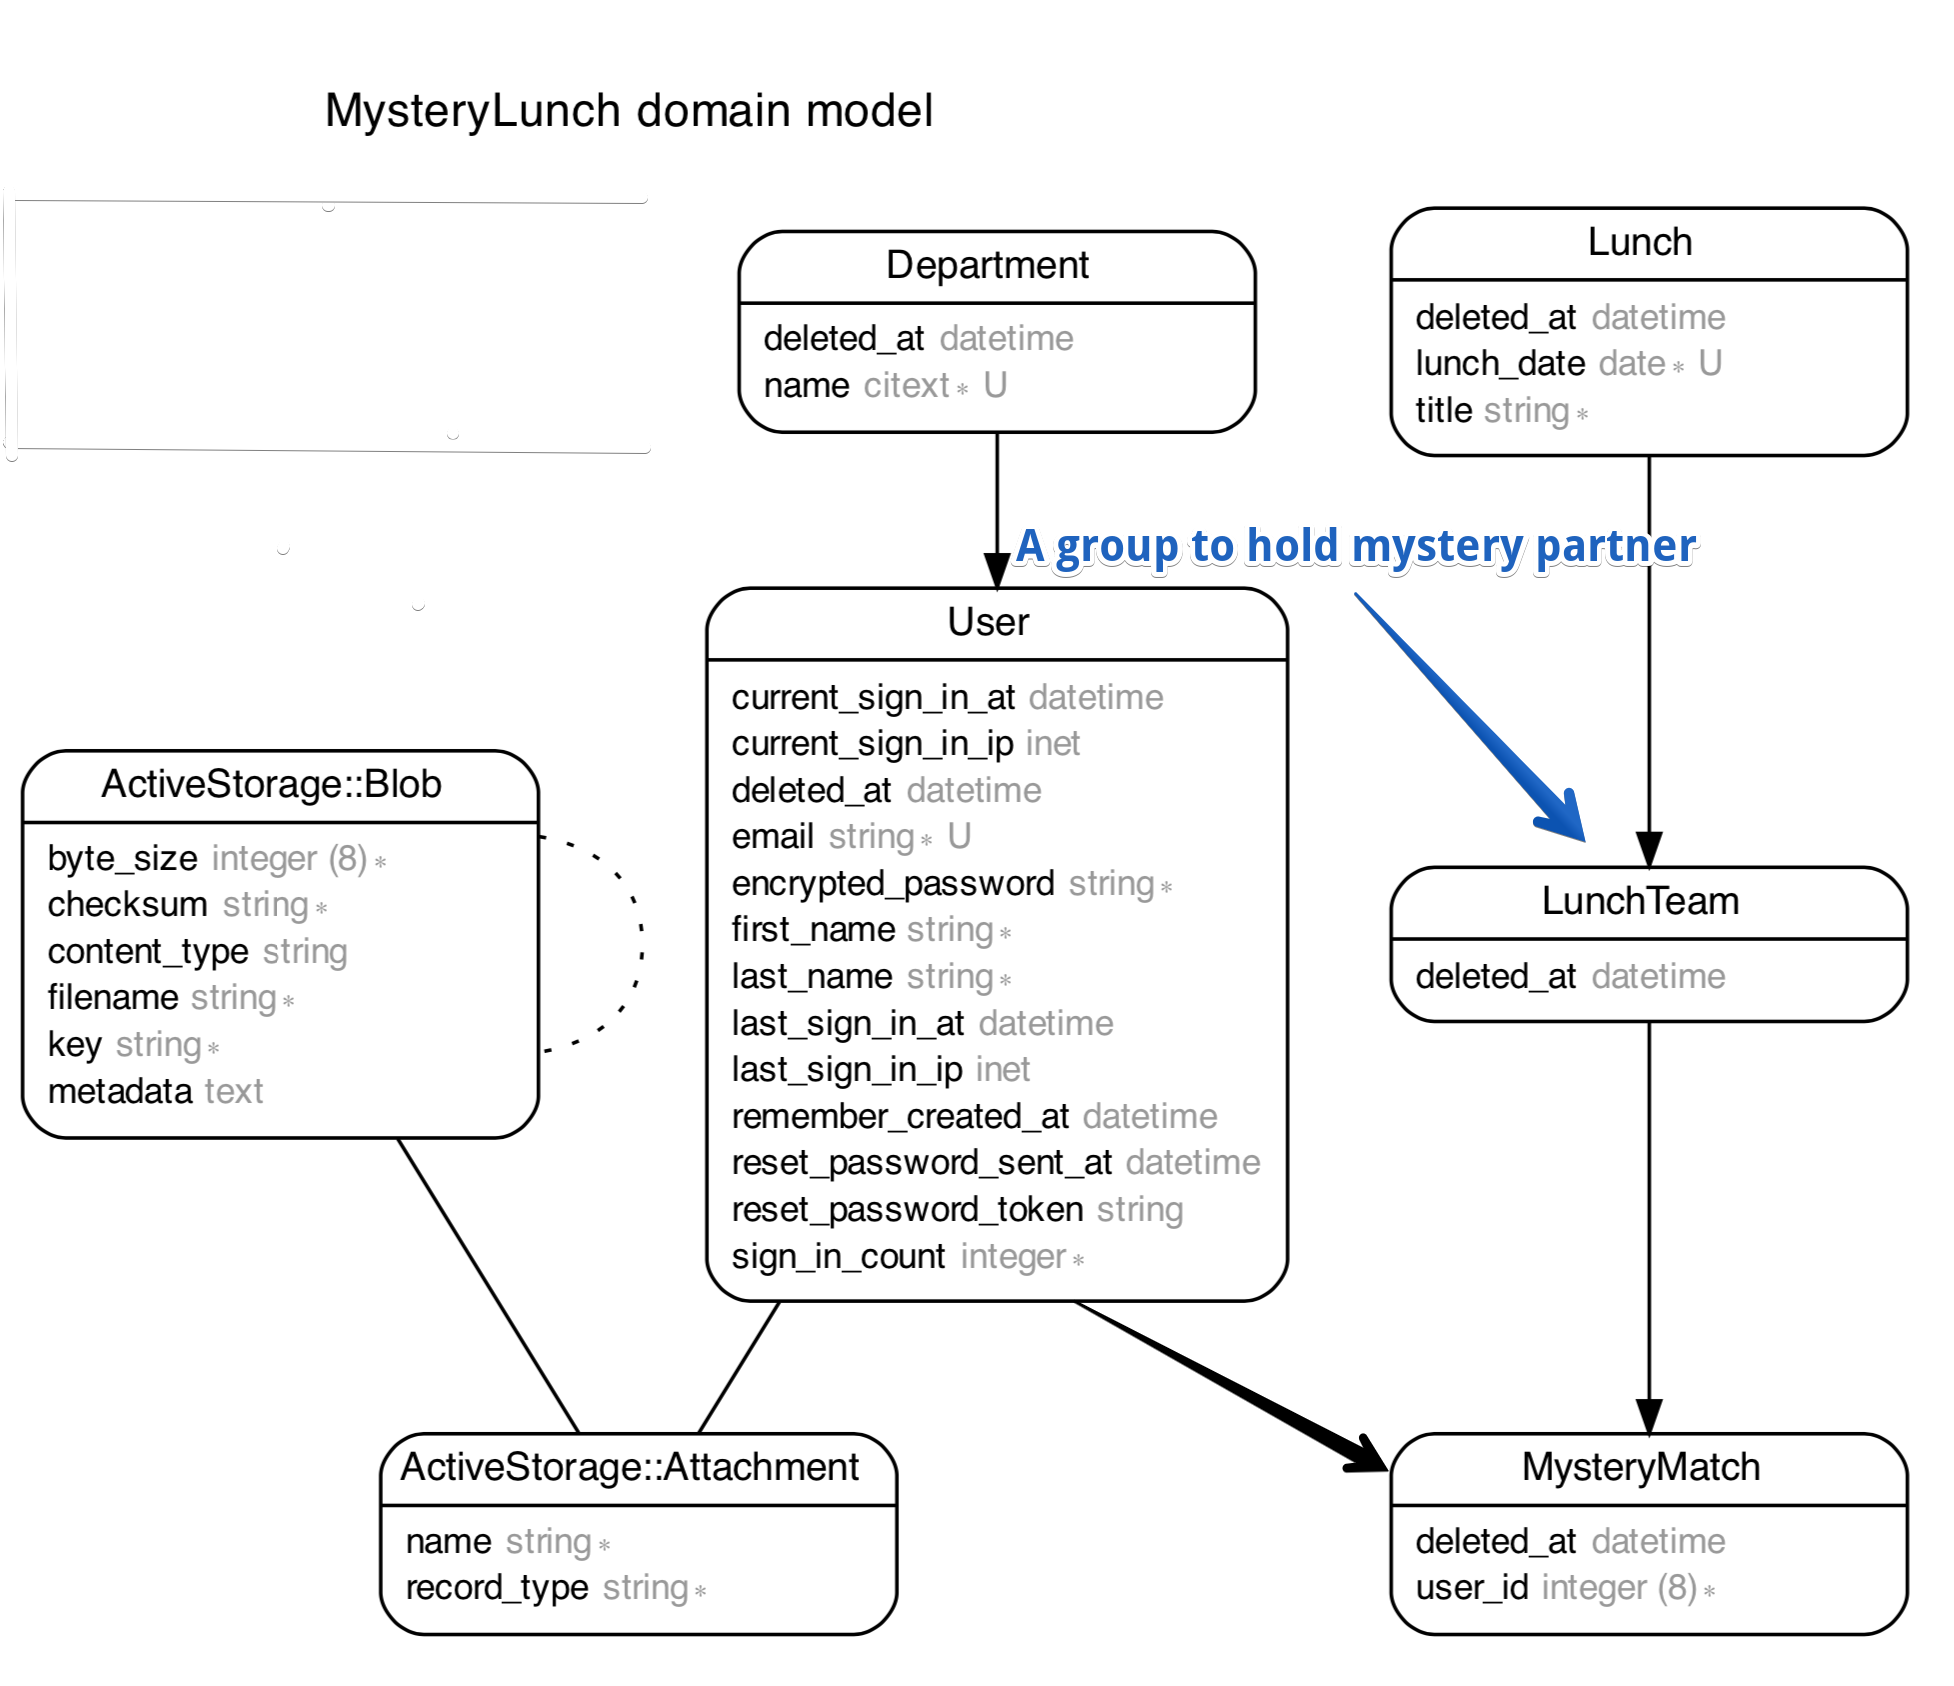 MysteryLunch domain model
Department
deleted_at datetime
name citext * U
Lunch
deleted_at datetime
lunch_date date * U
title string *
A group to hold mystery partner
User
current_sign_in_at datetime
current_sign_in_ip inet
deleted_at datetime
email string * U
encrypted_password string *
first_name string *
last_name string *
last_sign_in_at datetime
last_sign_in_ip inet
remember_created_at datetime
reset_password_sent_at datetime
reset_password_token string
sign_in_count integer *
ActiveStorage::Blob
byte_size integer (8) *
checksum string *
content_type string
filename string *
key string *
metadata text
LunchTeam
deleted_at datetime
ActiveStorage::Attachment
name string *
record_type string *
MysteryMatch
deleted_at datetime
user_id integer (8) *